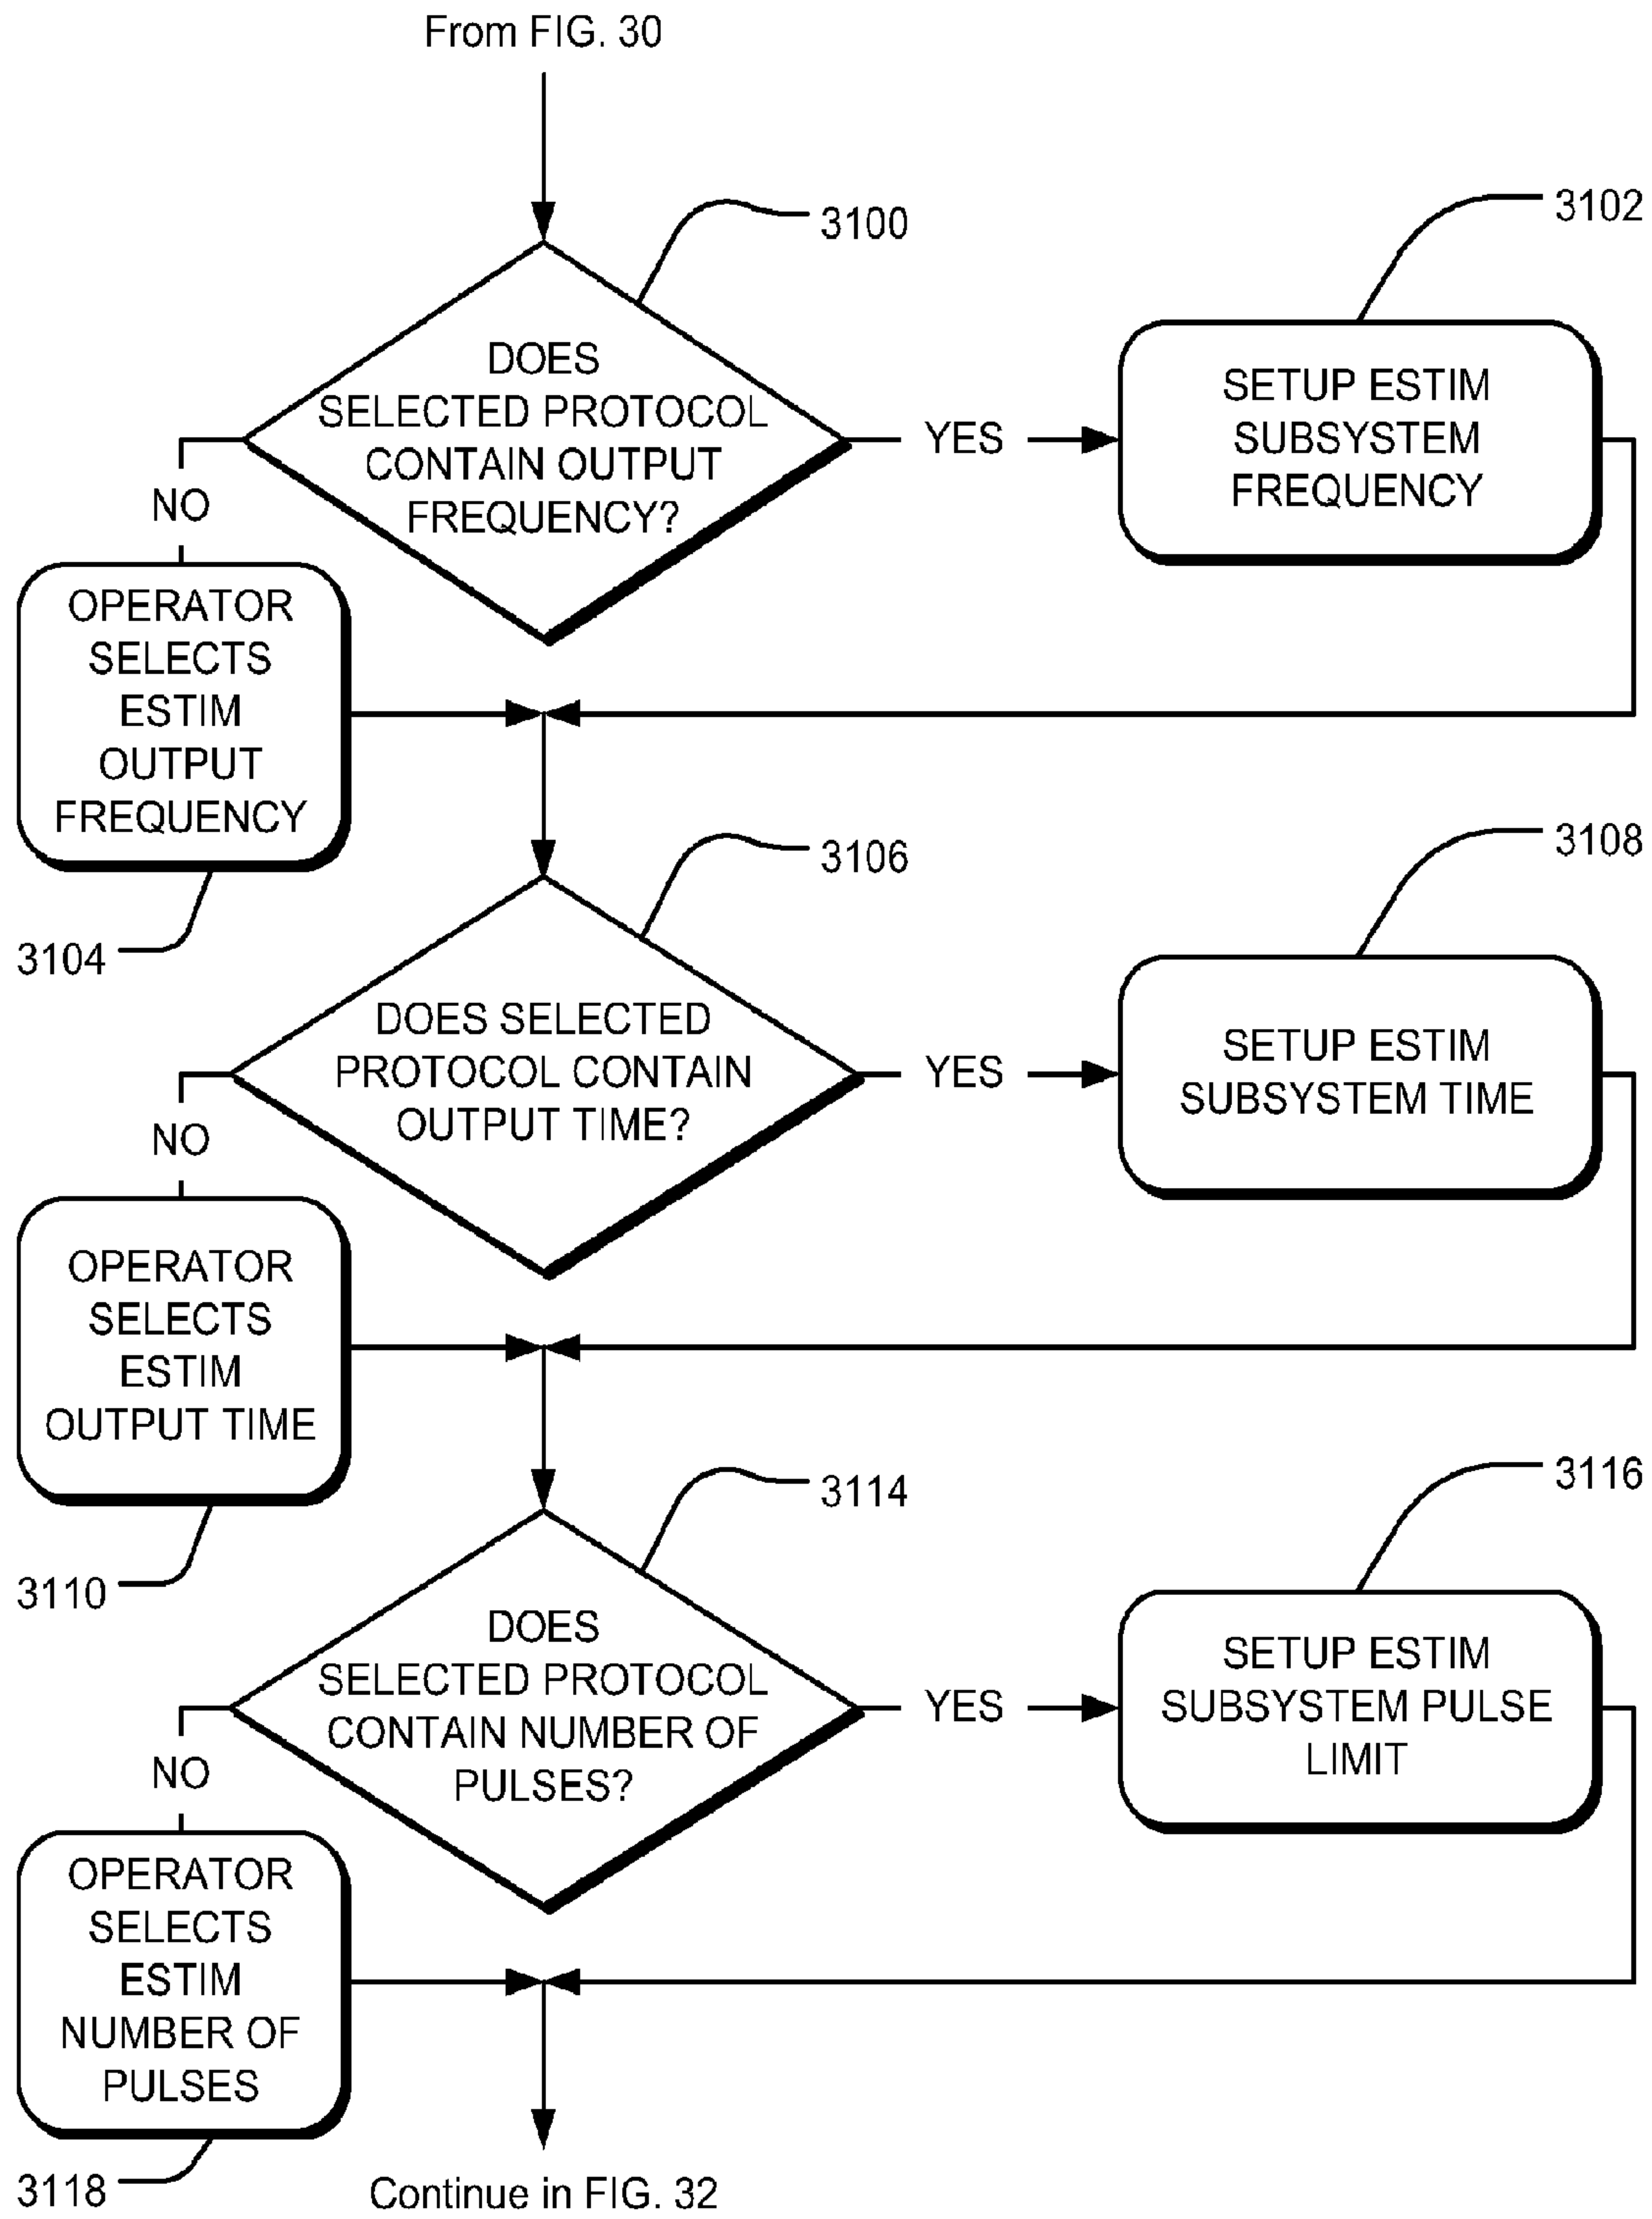 From FIG. 30
3100
3102
DOES
SELECTED PROTOCOL
CONTAIN OUTPUT
FREQUENCY?
YES
SETUP ESTIM
SUBSYSTEM
FREQUENCY
NO
OPERATOR
SELECTS
ESTIM
OUTPUT
FREQUENCY
3104
3106
3108
DOES SELECTED
PROTOCOL CONTAIN
OUTPUT TIME?
YES
SETUP ESTIM
SUBSYSTEM TIME
NO
OPERATOR
SELECTS
ESTIM
OUTPUT TIME
3110
3114
3116
DOES
SELECTED PROTOCOL
CONTAIN NUMBER OF
PULSES?
YES
SETUP ESTIM
SUBSYSTEM PULSE
LIMIT
NO
OPERATOR
SELECTS
ESTIM
NUMBER OF
PULSES
3118
Continue in FIG. 32